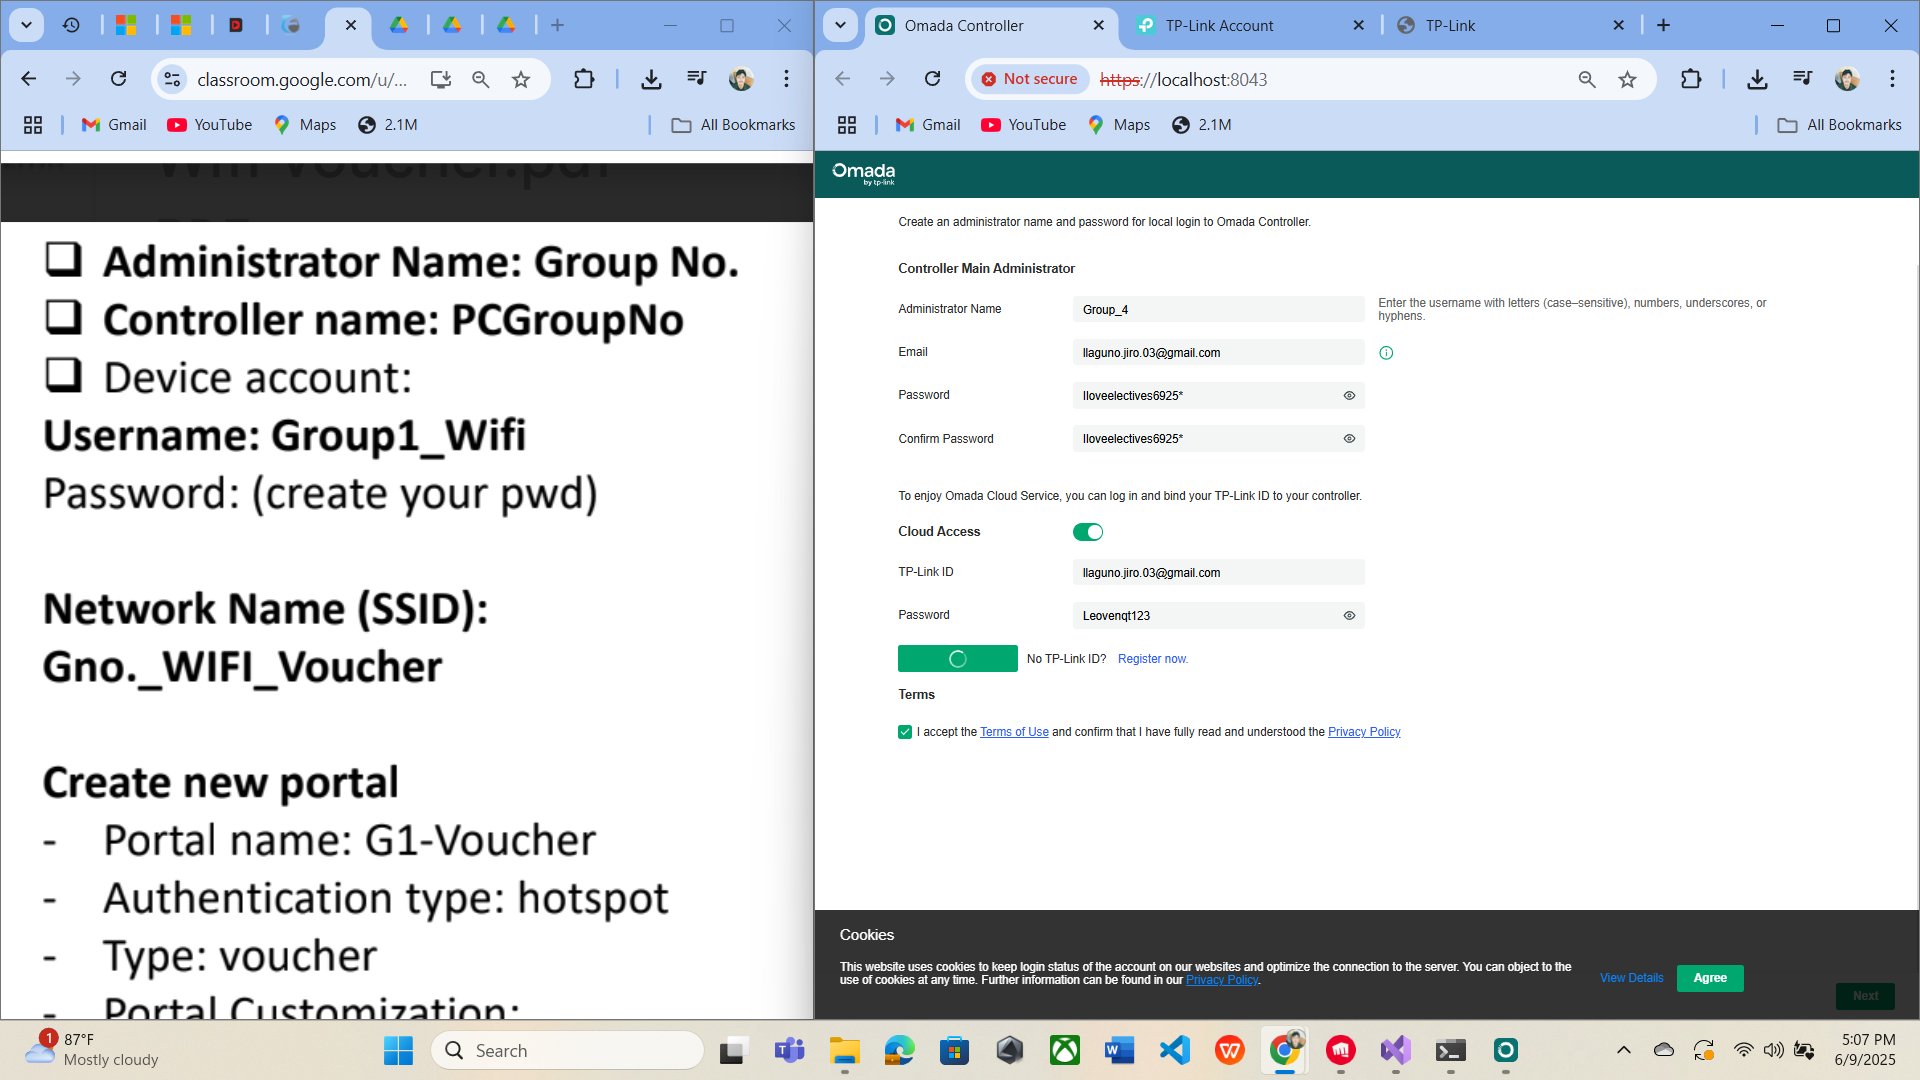 classroom.google.com/u/...
Gmail
YouTube
Maps
2.1M
All Bookmarks
Wifi Voucher.pdf
Administrator Name: Group No.
Controller name: PCGroupNo
Device account:
Username: Group1_Wifi
Password: (create your pwd)
Network Name (SSID):
Gno._WIFI_Voucher
Create new portal
- Portal name: G1-Voucher
- Authentication type: hotspot
- Type: voucher
- Portal Customization:
Omada Controller
TP-Link Account
TP-Link
Not secure
https://localhost:8043
Gmail
YouTube
Maps
2.1M
All Bookmarks
Omada
by tp-link
Create an administrator name and password for local login to Omada Controller.
Controller Main Administrator
Administrator Name
Group_4
Enter the username with letters (case–sensitive), numbers, underscores, or
hyphens.
Email
llaguno.jiro.03@gmail.com
Password
Iloveelectives6925*
Confirm Password
Iloveelectives6925*
To enjoy Omada Cloud Service, you can log in and bind your TP-Link ID to your controller.
Cloud Access
TP-Link ID
llaguno.jiro.03@gmail.com
Password
Leovenqt123
No TP-Link ID? Register now.
Terms
I accept the Terms of Use and confirm that I have fully read and understood the Privacy Policy
Cookies
This website uses cookies to keep login status of the account on our websites and optimize the connection to the server. You can object to the
use of cookies at any time. Further information can be found in our Privacy Policy.
View Details
Agree
Next
1
87°F
Mostly cloudy
Search
5:07 PM
6/9/2025